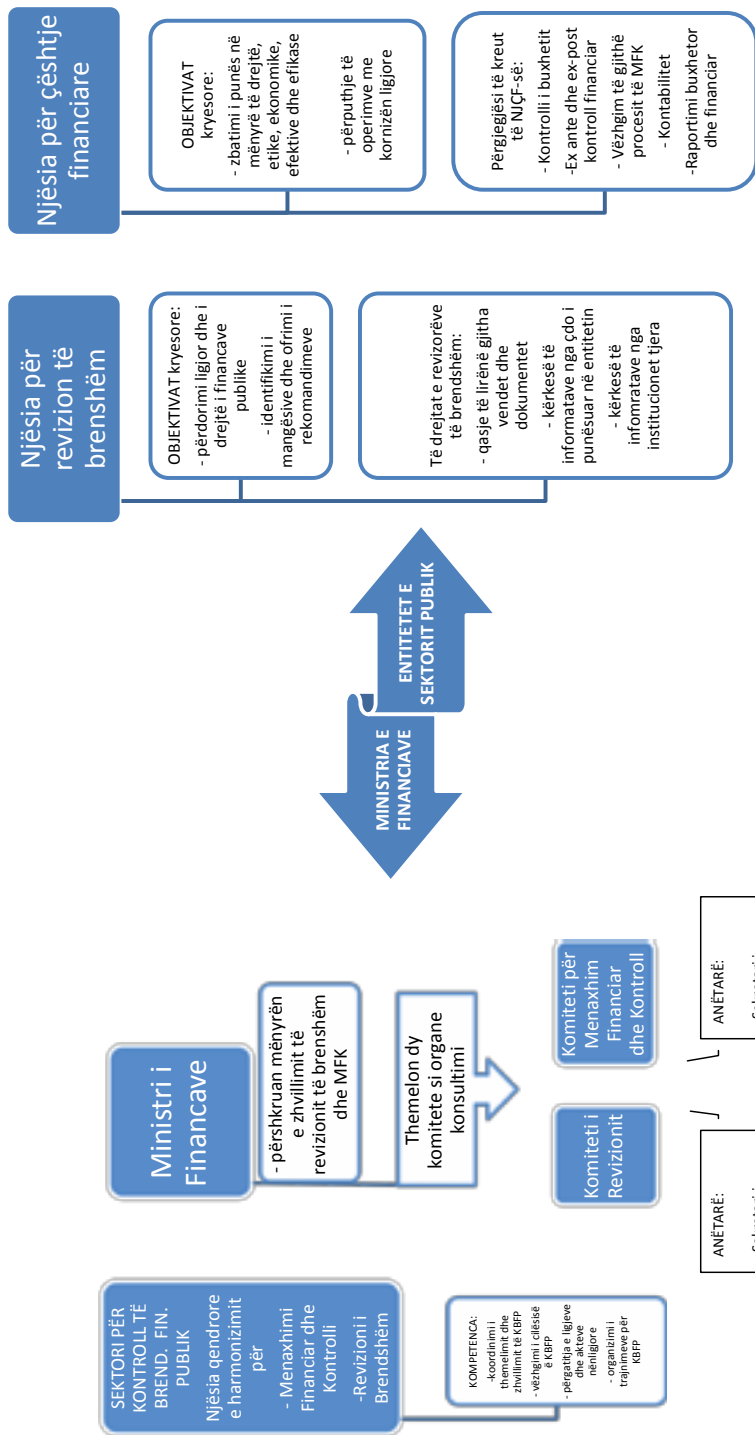 SEKTORI PËR
KONTROLL TË
BREND. FIN.
PUBLIK
Njësia qendrore
e harmonizimit
për
- Menaxhimi
Financiar dhe
Kontrolli
-Revizioni i
Brendshëm
KOMPETENCA:
-koordinimi i
themelimit dhe
zhvillimit të KBFP
- vëzhgimi i cilësisë
ë KBFP
- përgatitja e ligjeve
dhe akteve
nënligjore
- organizimi i
trajnimeve për
KBFP
Ministri i
Financave
- përshkruan mënyrën
e zhvillimit të
revizionit të brenshëm
dhe MFK
Themelon dy
komitete si organe
konsultimi
Komiteti i
Revizionit
Komiteti për
Menaxhim
Financiar
dhe Kontroll
ANËTARË:
ANËTARË:
MINISTRIA E
FINANCIAVE
ENTITETET E
SEKTORIT PUBLIK
Njësia për
revizion të
brenshëm
OBJEKTIVAT kryesore:
- përdorimi ligjor dhe i
drejtë i financave
publike
- identifikimi i
mangësive dhe ofrimi i
rekomandimeve
Të drejtat e revizorëve
të brendshëm:
- qasje të lirënë gjitha
vendet dhe
dokumentet
- kërkesë të
informatave nga çdo i
punësuar në entitetin
- kërkesë të
infomratave nga
institucionet tjera
Njësia për çështje
financiare
OBJEKTIVAT
kryesore:
- zbatimi i punës në
mënyrë të drejtë,
etike, ekonomike,
efektive dhe efikase
- përputhje të
operimve me
kornizën ligjore
Përgjegjësi të kreut
të NJÇF-së:
- Kontrolli i buxhetit
-Ex ante dhe ex-post
kontroll financiar
- Vëzhgim të gjithë
procesit të MFK
- Kontabilitet
-Raportimi buxhetor
dhe financiar